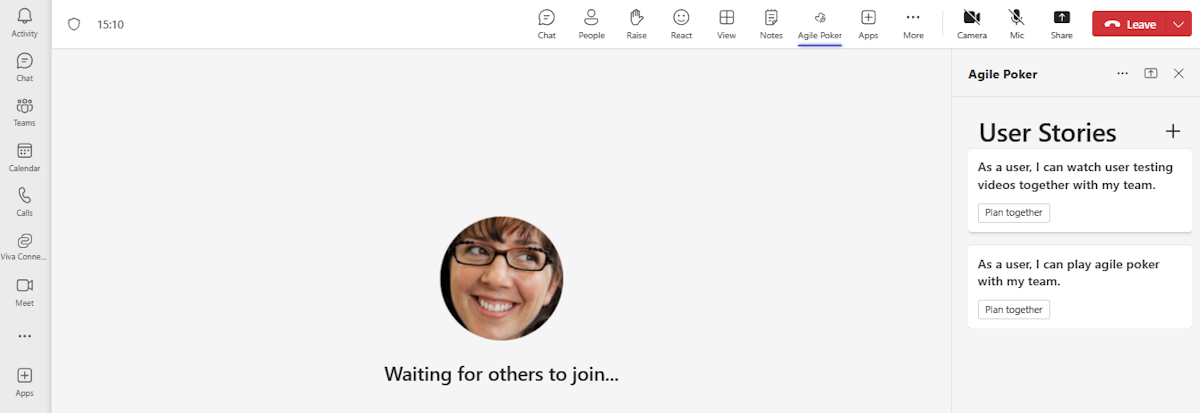 Activity
Chat
Teams
Calendar
Calls
Viva Conne...
Meet
Apps
15:10
Chat
People
Raise
React
View
Notes
Agile Poker
Apps
More
Camera
Mic
Share
Leave
Waiting for others to join...
Agile Poker
User Stories
As a user, I can watch user testing
videos together with my team.
Plan together
As a user, I can play agile poker
with my team.
Plan together